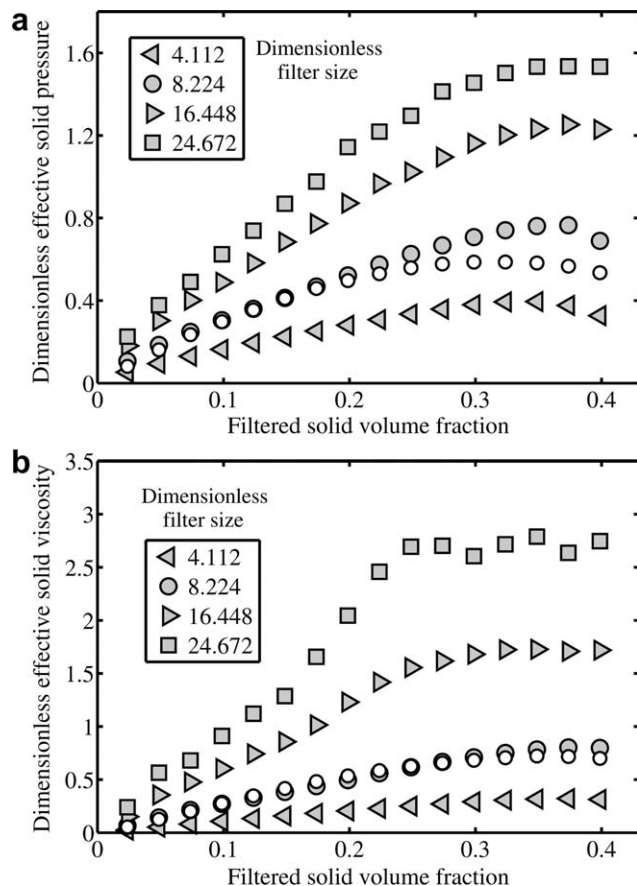 a
1.6
1.2
0.8
0.4
0
Dimensionless effective solid pressure
4.112
8.224
16.448
24.672
Dimensionless
filter size
0 0.1 0.2 0.3 0.4
Filtered solid volume fraction
b
3.5
3
2.5
2
1.5
1
0.5
0
Dimensionless effective solid viscosity
Dimensionless
filter size
4.112
8.224
16.448
24.672
0 0.1 0.2 0.3 0.4
Filtered solid volume fraction